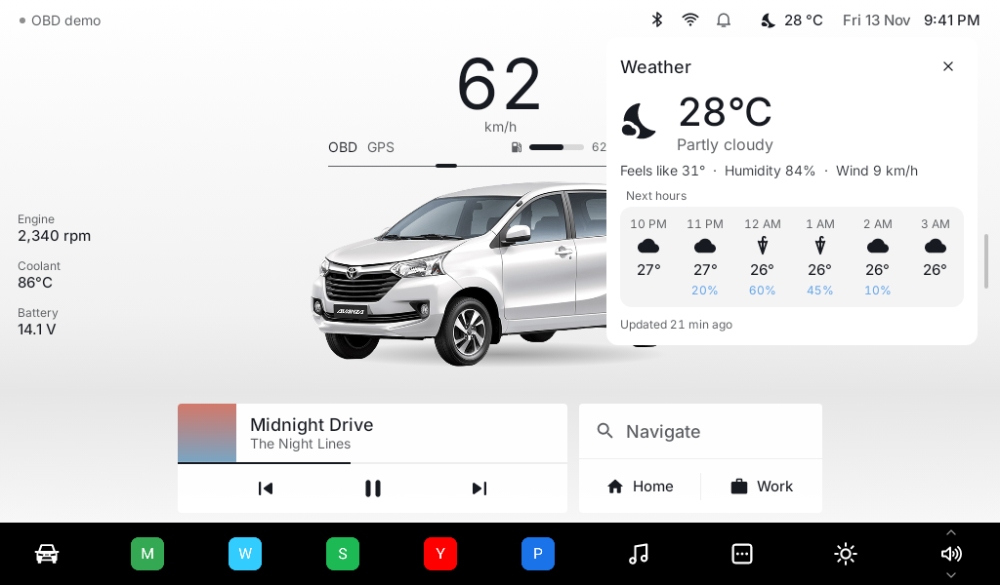 OBD demo
28 °C
Fri 13 Nov
9:41 PM
62
km/h
OBD GPS
62
Engine
2,340 rpm
Coolant
86°C
Battery
14.1 V
AVANZA
Weather
28°C
Partly cloudy
Feels like 31° · Humidity 84% · Wind 9 km/h
Next hours
10 PM 11 PM 12 AM 1 AM 2 AM 3 AM
27° 27° 26° 26° 26° 26°
20% 60% 45% 10%
Updated 21 min ago
Midnight Drive
The Night Lines
Navigate
Home
Work
M W S Y P